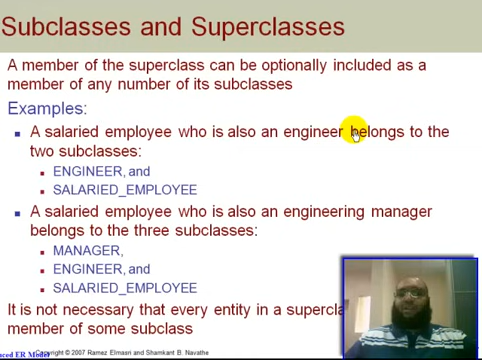 Subclasses and Superclasses
A member of the superclass can be optionally included as a
member of any number of its subclasses
Examples:
A salaried employee who is also an engineer belongs to the
two subclasses:
ENGINEER, and
SALARIED_EMPLOYEE
A salaried employee who is also an engineering manager
belongs to the three subclasses:
MANAGER,
ENGINEER, and
SALARIED_EMPLOYEE
It is not necessary that every entity in a
member of some subclass
ER Model
Copyright © 2007 Ramez Elmasri and Shamkant B. Navathe